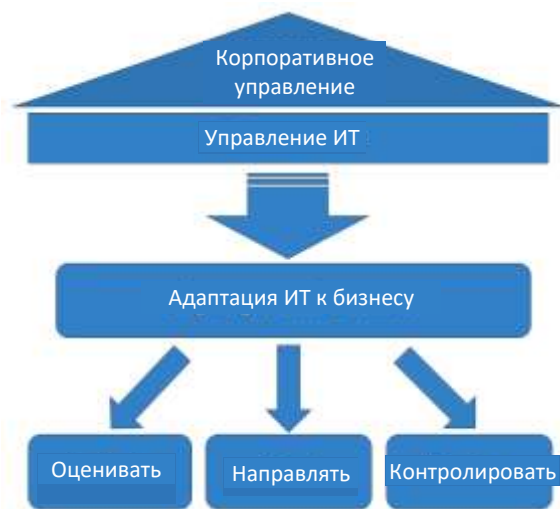 Корпоративное
управление
Управление ИТ
Адаптация ИТ к бизнесу
Оценивать
Направлять
Контролировать